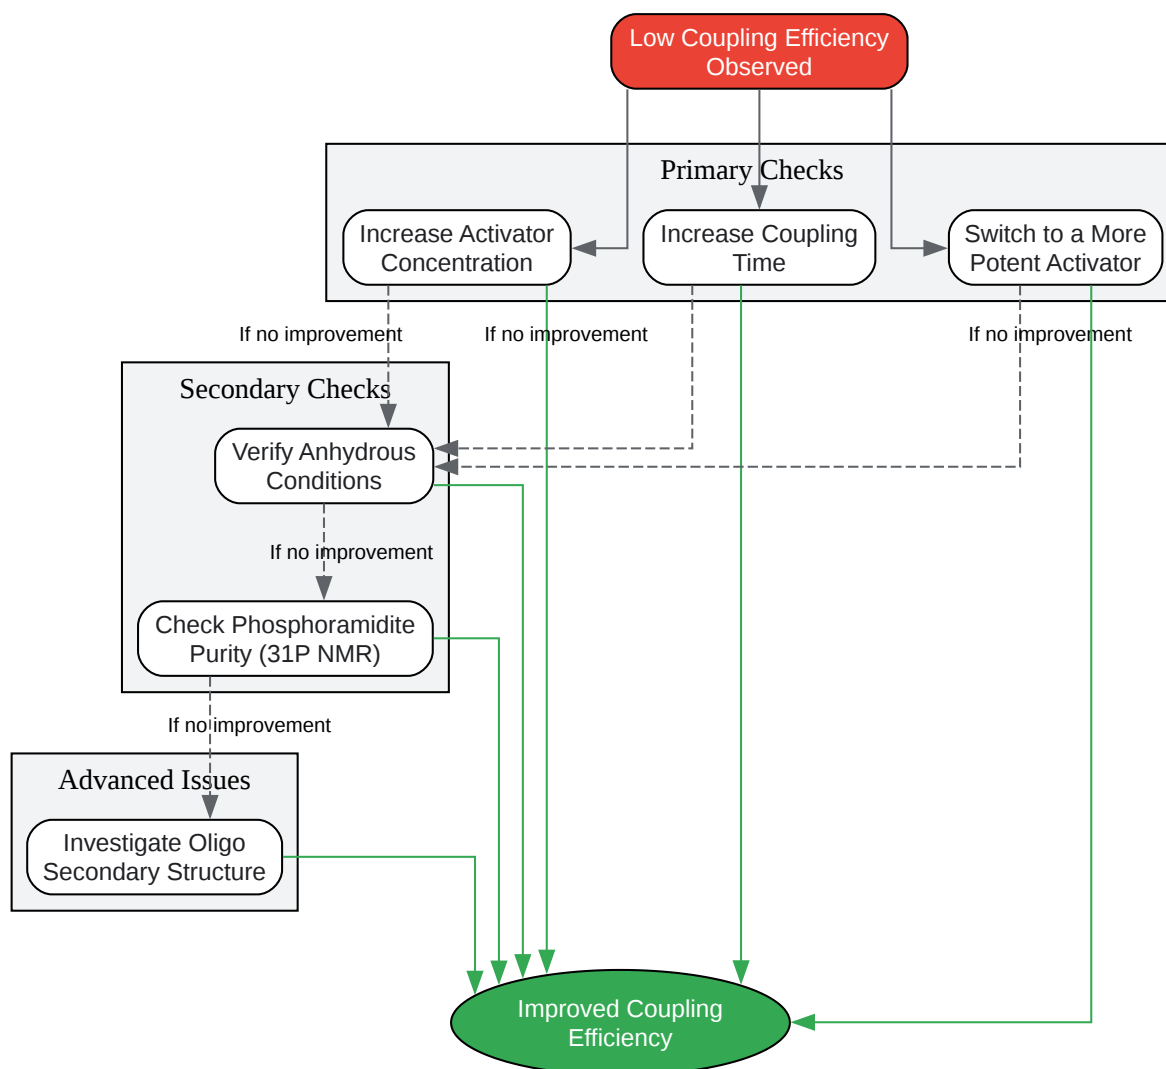 Low Coupling Efficiency
Observed
Primary Checks
Increase Activator
Concentration
Increase Coupling
Time
Switch to a More
Potent Activator
If no improvement
If no improvement
If no improvement
Secondary Checks
Verify Anhydrous
Conditions
If no improvement
Check Phosphoramidite
Purity (31P NMR)
If no improvement
Advanced Issues
Investigate Oligo
Secondary Structure
Improved Coupling
Efficiency